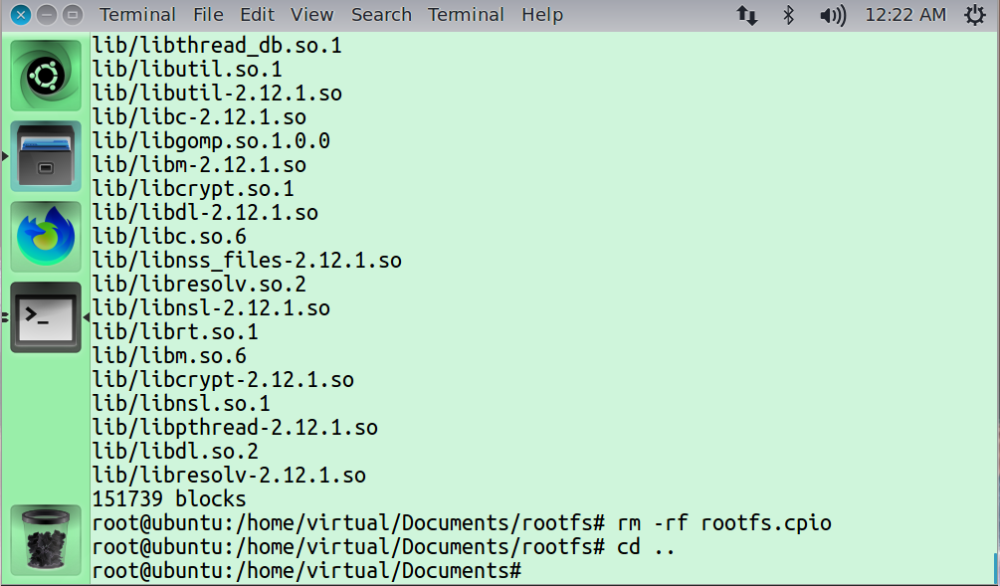 Terminal File Edit View Search Terminal Help 12:22 AM
lib/libthread_db.so.1
lib/libutil.so.1
lib/libutil-2.12.1.so
lib/libc-2.12.1.so
lib/libgomp.so.1.0.0
lib/libm-2.12.1.so
lib/libcrypt.so.1
lib/libdl-2.12.1.so
lib/libc.so.6
lib/libnss_files-2.12.1.so
lib/libresolv.so.2
lib/libnsl-2.12.1.so
lib/librt.so.1
lib/libm.so.6
lib/libcrypt-2.12.1.so
lib/libnsl.so.1
lib/libpthread-2.12.1.so
lib/libdl.so.2
lib/libresolv-2.12.1.so
151739 blocks
root@ubuntu:/home/virtual/Documents/rootfs# rm -rf rootfs.cpio
root@ubuntu:/home/virtual/Documents/rootfs# cd ..
root@ubuntu:/home/virtual/Documents#